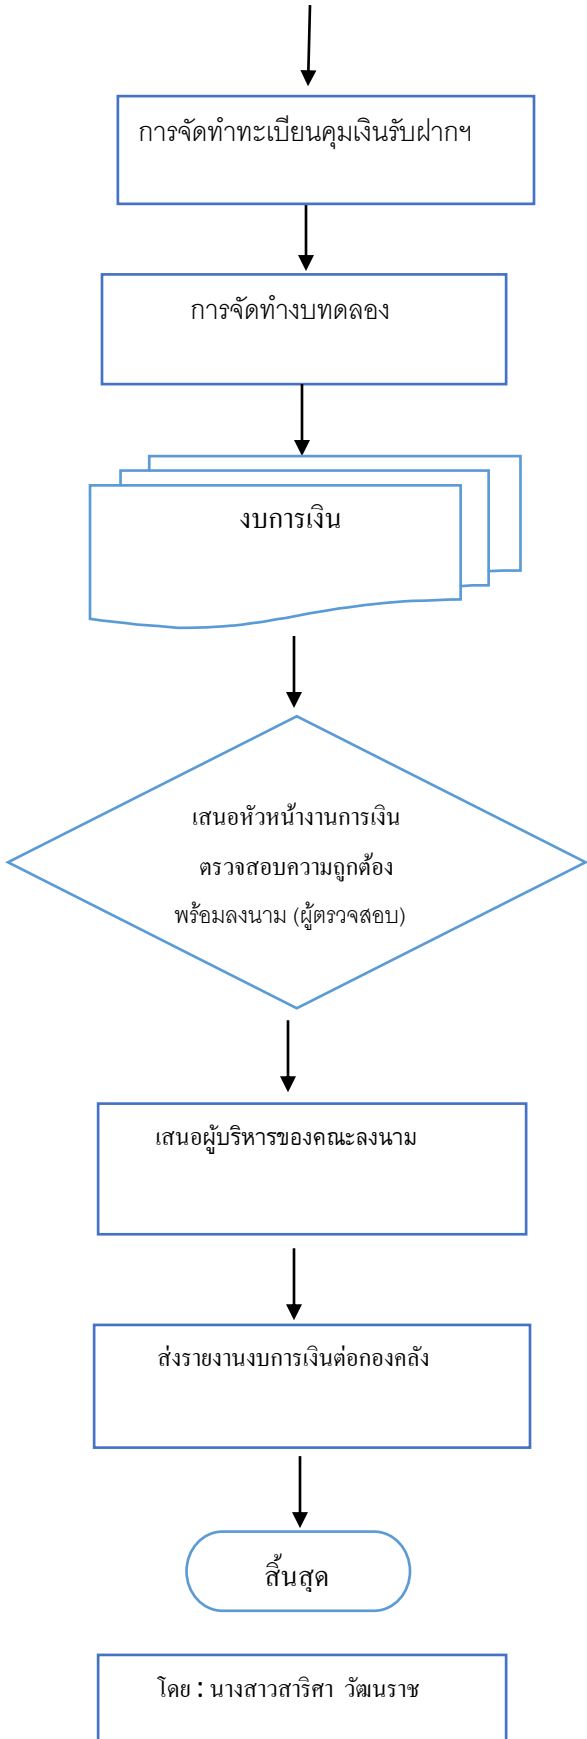 การจัดทำทะเบียนคุมเงินรับฝากฯ
การจัดทำงบทดลอง
งบการเงิน
เสนอหัวหน้างานการเงิน
ตรวจสอบความถูกต้อง
พร้อมลงนาม (ผู้ตรวจสอบ)
เสนอผู้บริหารของคณะลงนาม
ส่งรายงานงบการเงินต่อกองคลัง
สิ้นสุด
โดย : นางสาวสาริศา วัฒนราช